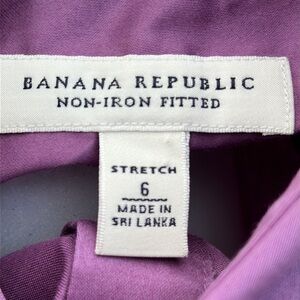 BANANA REPUBLIC
NON-IRON FITTED
STRETCH
6
MADE IN
SRI LANKA